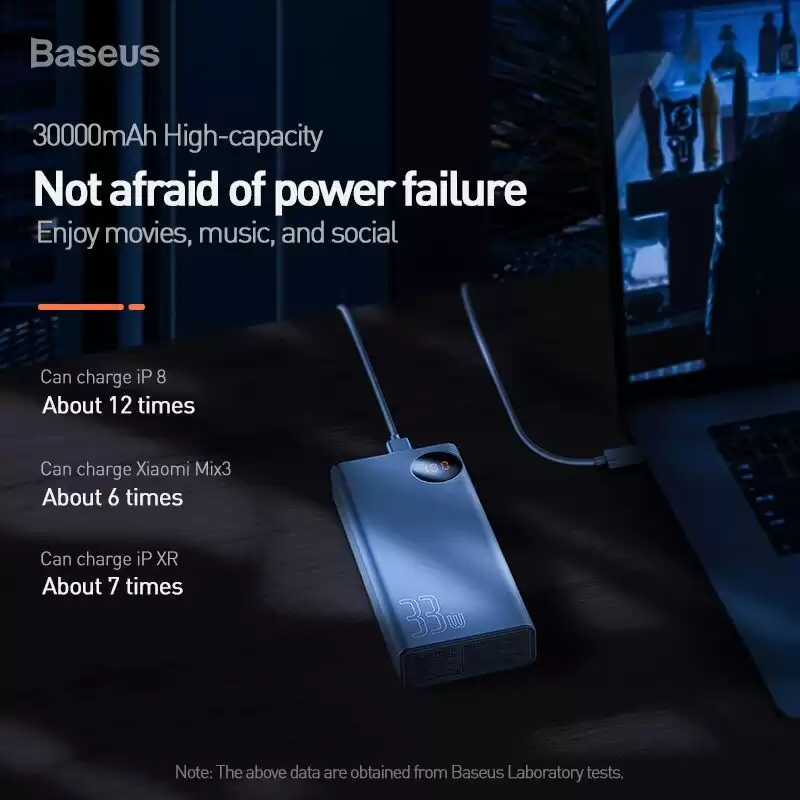 Baseus
30000mAh High-capacity
Not afraid of power failure
Enjoy movies, music, and social
Can charge iP 8
About 12 times
Can charge Xiaomi Mix3
About 6 times
Can charge iP XR
About 7 times
33w
Note: The above data are obtained from Baseus Laboratory tests.